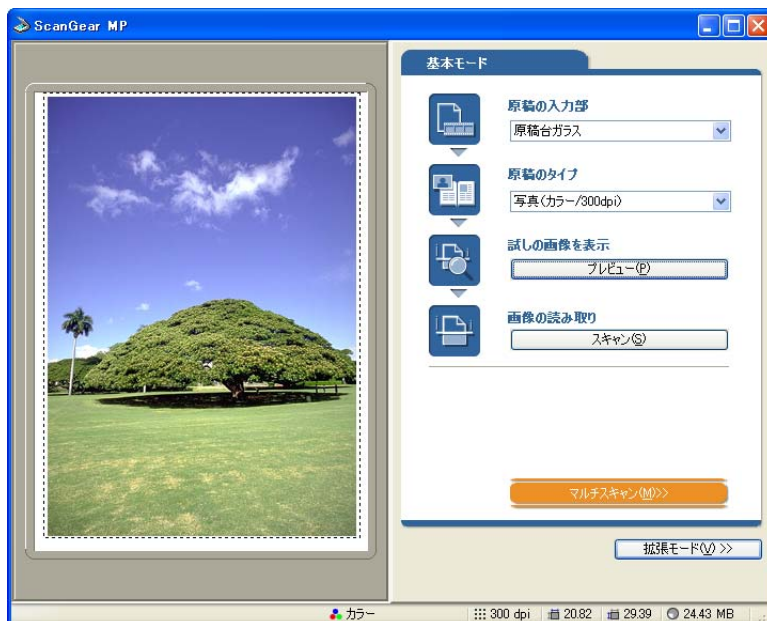 ScanGear MP
基本モード
原稿の入力部
原稿台ガラス
原稿のタイプ
写真(カラー/300dpi)
試しの画像を表示
プレビュー(P)
画像の読み取り
スキャン(S)
マルチスキャン(M)>>
拡張モード(V) >>
カラー 300 dpi 20.82 29.39 24.43 MB